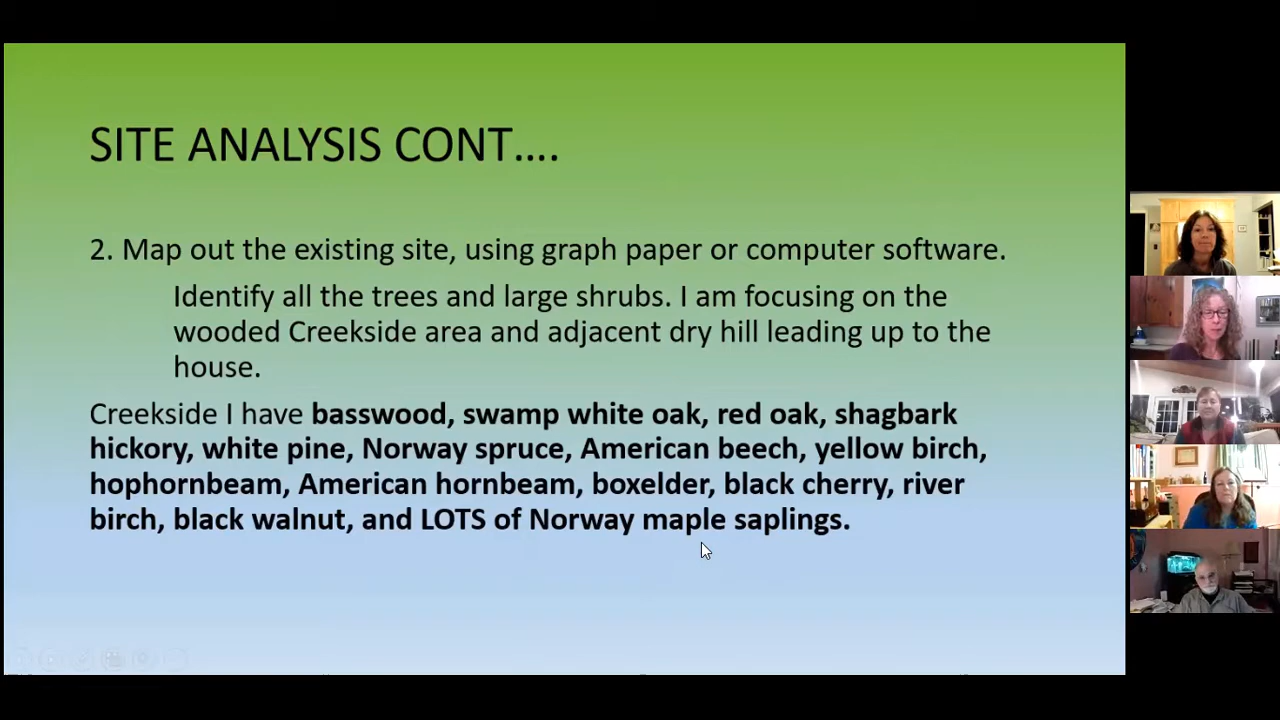 SITE ANALYSIS CONT....
2. Map out the existing site, using graph paper or computer software.
Identify all the trees and large shrubs. I am focusing on the
wooded Creekside area and adjacent dry hill leading up to the
house.
Creekside I have basswood, swamp white oak, red oak, shagbark
hickory, white pine, Norway spruce, American beech, yellow birch,
hophornbeam, American hornbeam, boxelder, black cherry, river
birch, black walnut, and LOTS of Norway maple saplings.